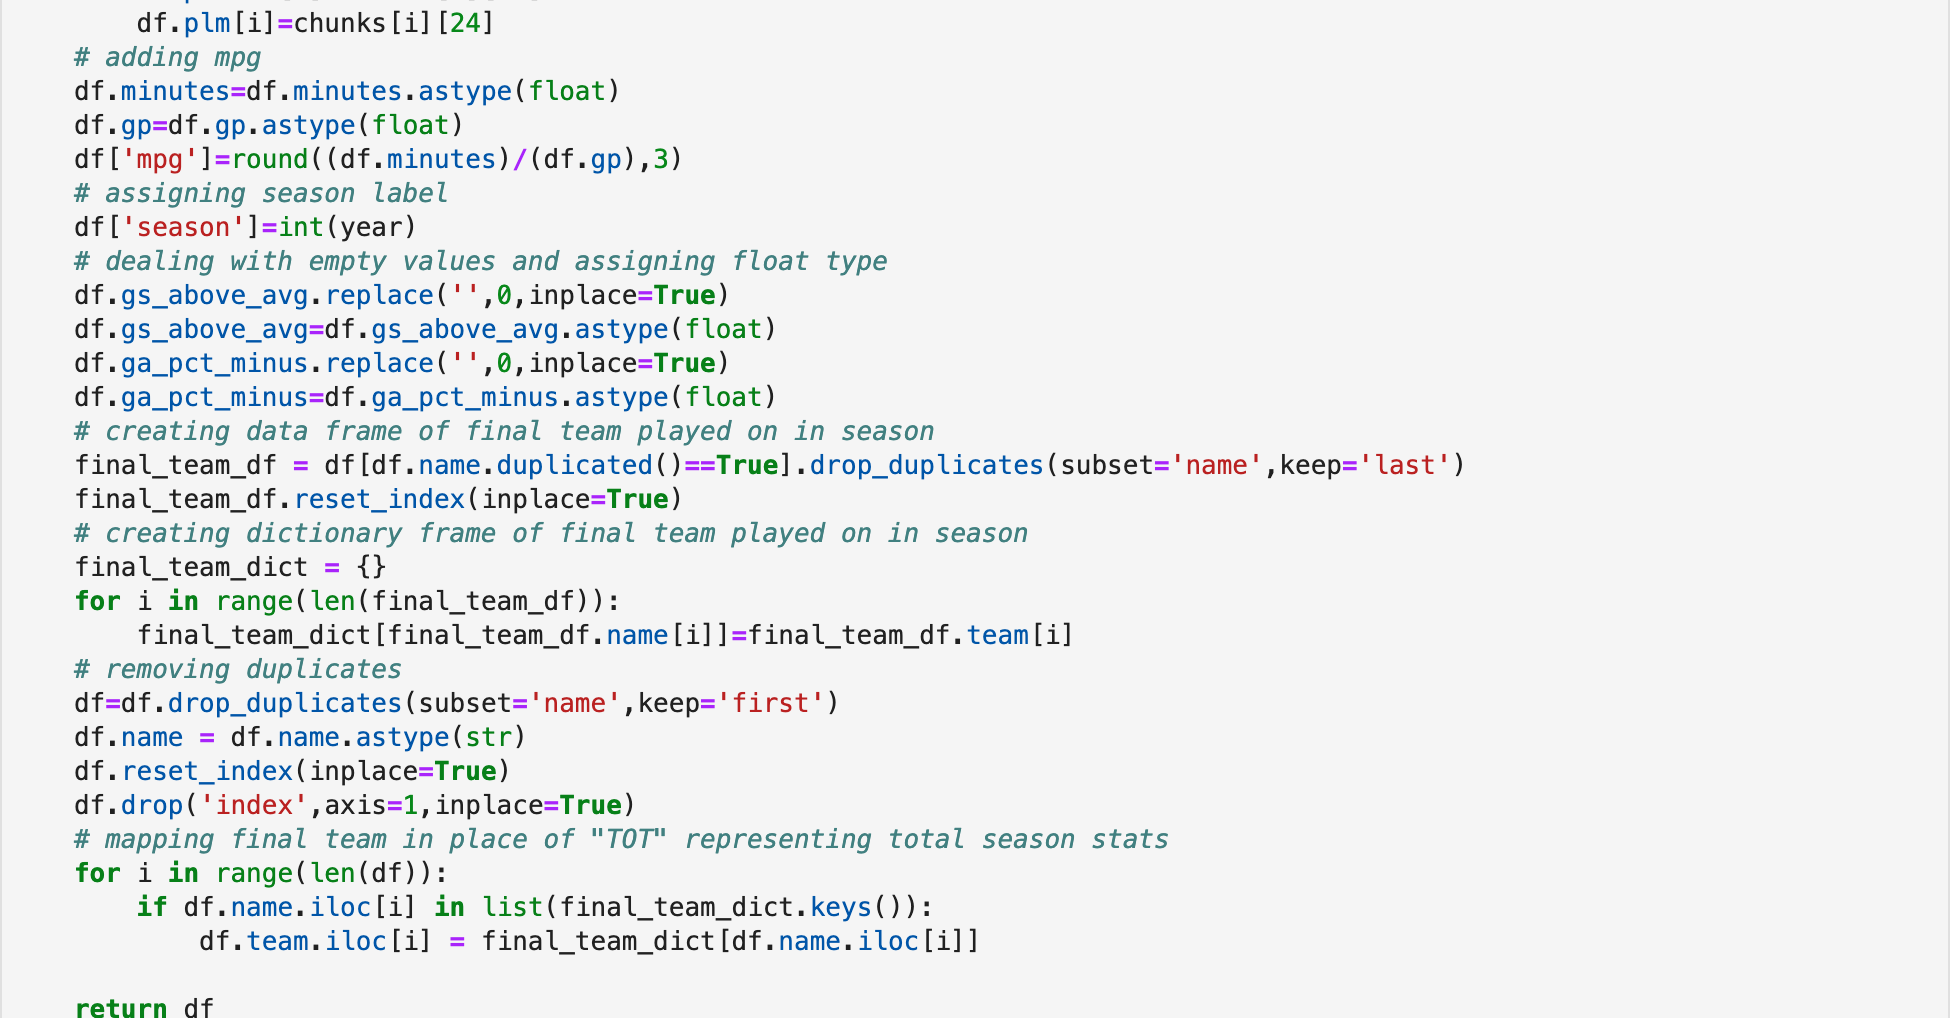 df.plm[i]=chunks[i][24]
    # adding mpg
    df.minutes=df.minutes.astype(float)
    df.gp=df.gp.astype(float)
    df['mpg']=round((df.minutes)/(df.gp),3)
    # assigning season label
    df['season']=int(year)
    # dealing with empty values and assigning float type
    df.gs_above_avg.replace('',0,inplace=True)
    df.gs_above_avg=df.gs_above_avg.astype(float)
    df.ga_pct_minus.replace('',0,inplace=True)
    df.ga_pct_minus=df.ga_pct_minus.astype(float)
    # creating data frame of final team played on in season
    final_team_df = df[df.name.duplicated()==True].drop_duplicates(subset='name',keep='last')
    final_team_df.reset_index(inplace=True)
    # creating dictionary frame of final team played on in season
    final_team_dict = {}
    for i in range(len(final_team_df)):
        final_team_dict[final_team_df.name[i]]=final_team_df.team[i]
    # removing duplicates
    df=df.drop_duplicates(subset='name',keep='first')
    df.name = df.name.astype(str)
    df.reset_index(inplace=True)
    df.drop('index',axis=1,inplace=True)
    # mapping final team in place of "TOT" representing total season stats
    for i in range(len(df)):
        if df.name.iloc[i] in list(final_team_dict.keys()):
            df.team.iloc[i] = final_team_dict[df.name.iloc[i]]
    return df